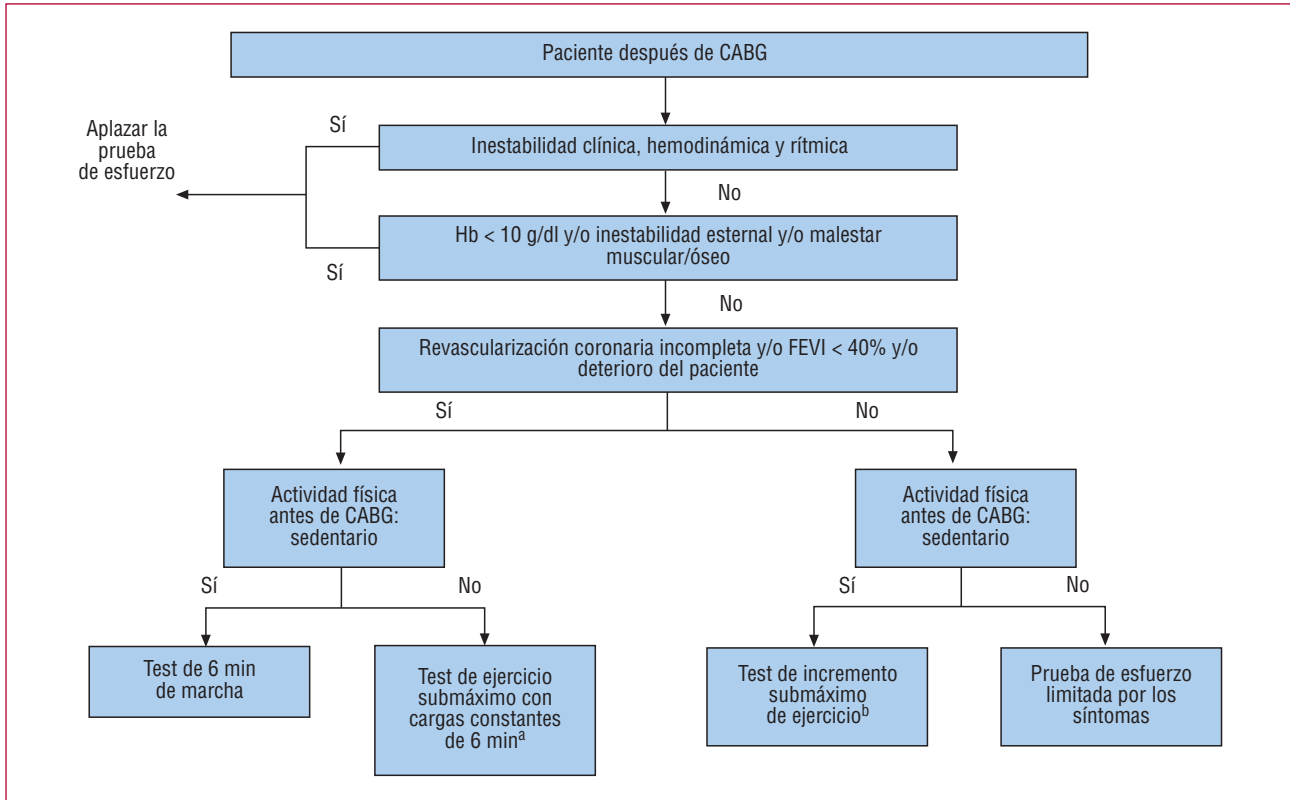 Paciente después de CABG
Sí
Aplazar la
prueba
de esfuerzo
Inestabilidad clínica, hemodinámica y rítmica
No
Hb < 10 g/dl y/o inestabilidad esternal y/o malestar
muscular/óseo
Sí
No
Revascularización coronaria incompleta y/o FEVI < 40% y/o
deterioro del paciente
Sí
No
Actividad física
antes de CABG:
sedentario
Actividad física
antes de CABG:
sedentario
Sí
No
Sí
No
Test de 6 min
de marcha
Test de ejercicio
submáximo con
cargas constantes
de 6 minª
Test de incremento
submáximo
de ejercicioᵇ
Prueba de esfuerzo
limitada por los
síntomas